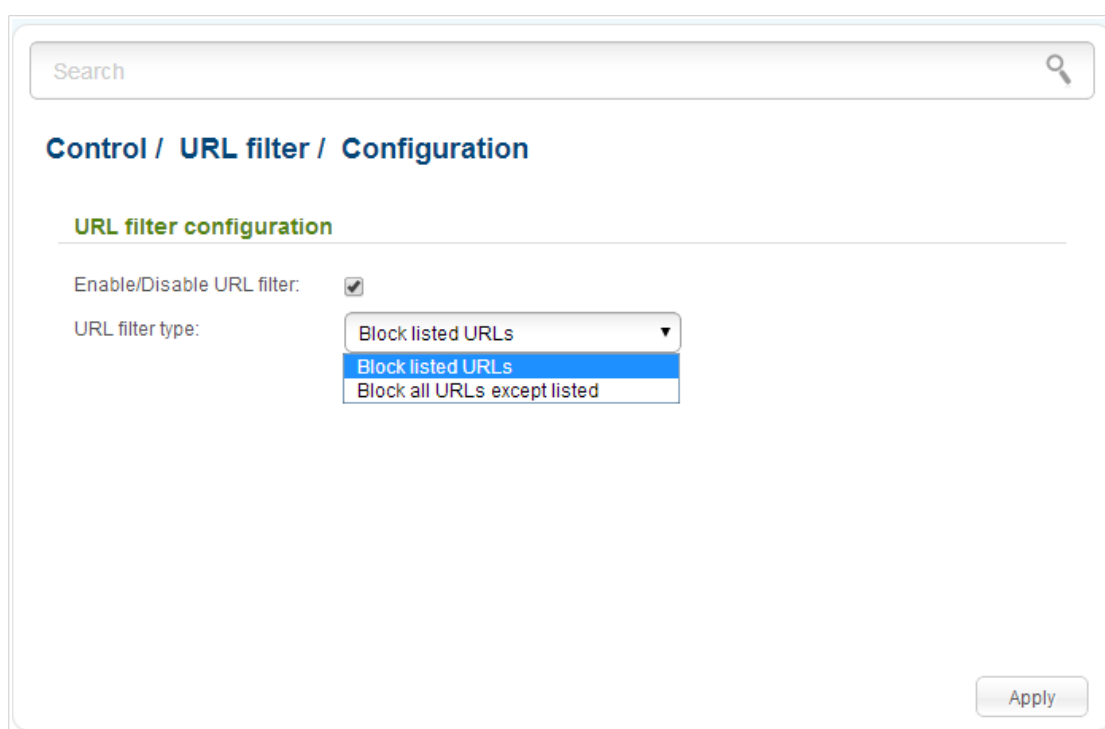 Search
Control / URL filter / Configuration
URL filter configuration
Enable/Disable URL filter:
URL filter type:
Block listed URLs
Block listed URLs
Block all URLs except listed
Apply